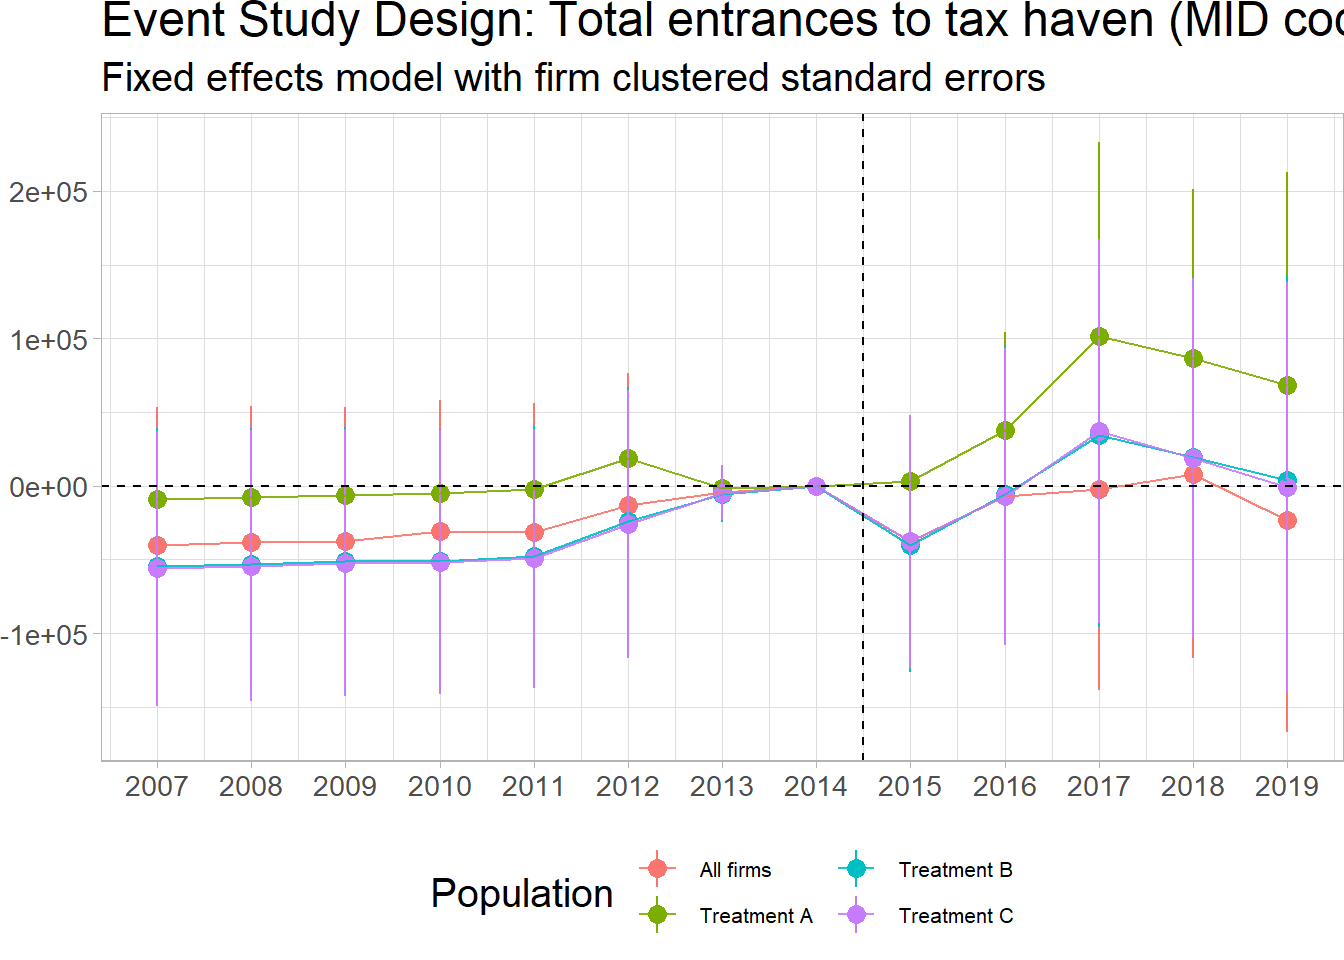 Event Study Design: Total entrances to tax haven (MID
Fixed effects model with firm clustered standard errors
2e+05
1e+05
0e+00
-1e+05
2007 2008 2009 2010 2011 2012 2013 2014 2015 2016 2017 2018 2019
Population
All firms
Treatment A
Treatment B
Treatment C